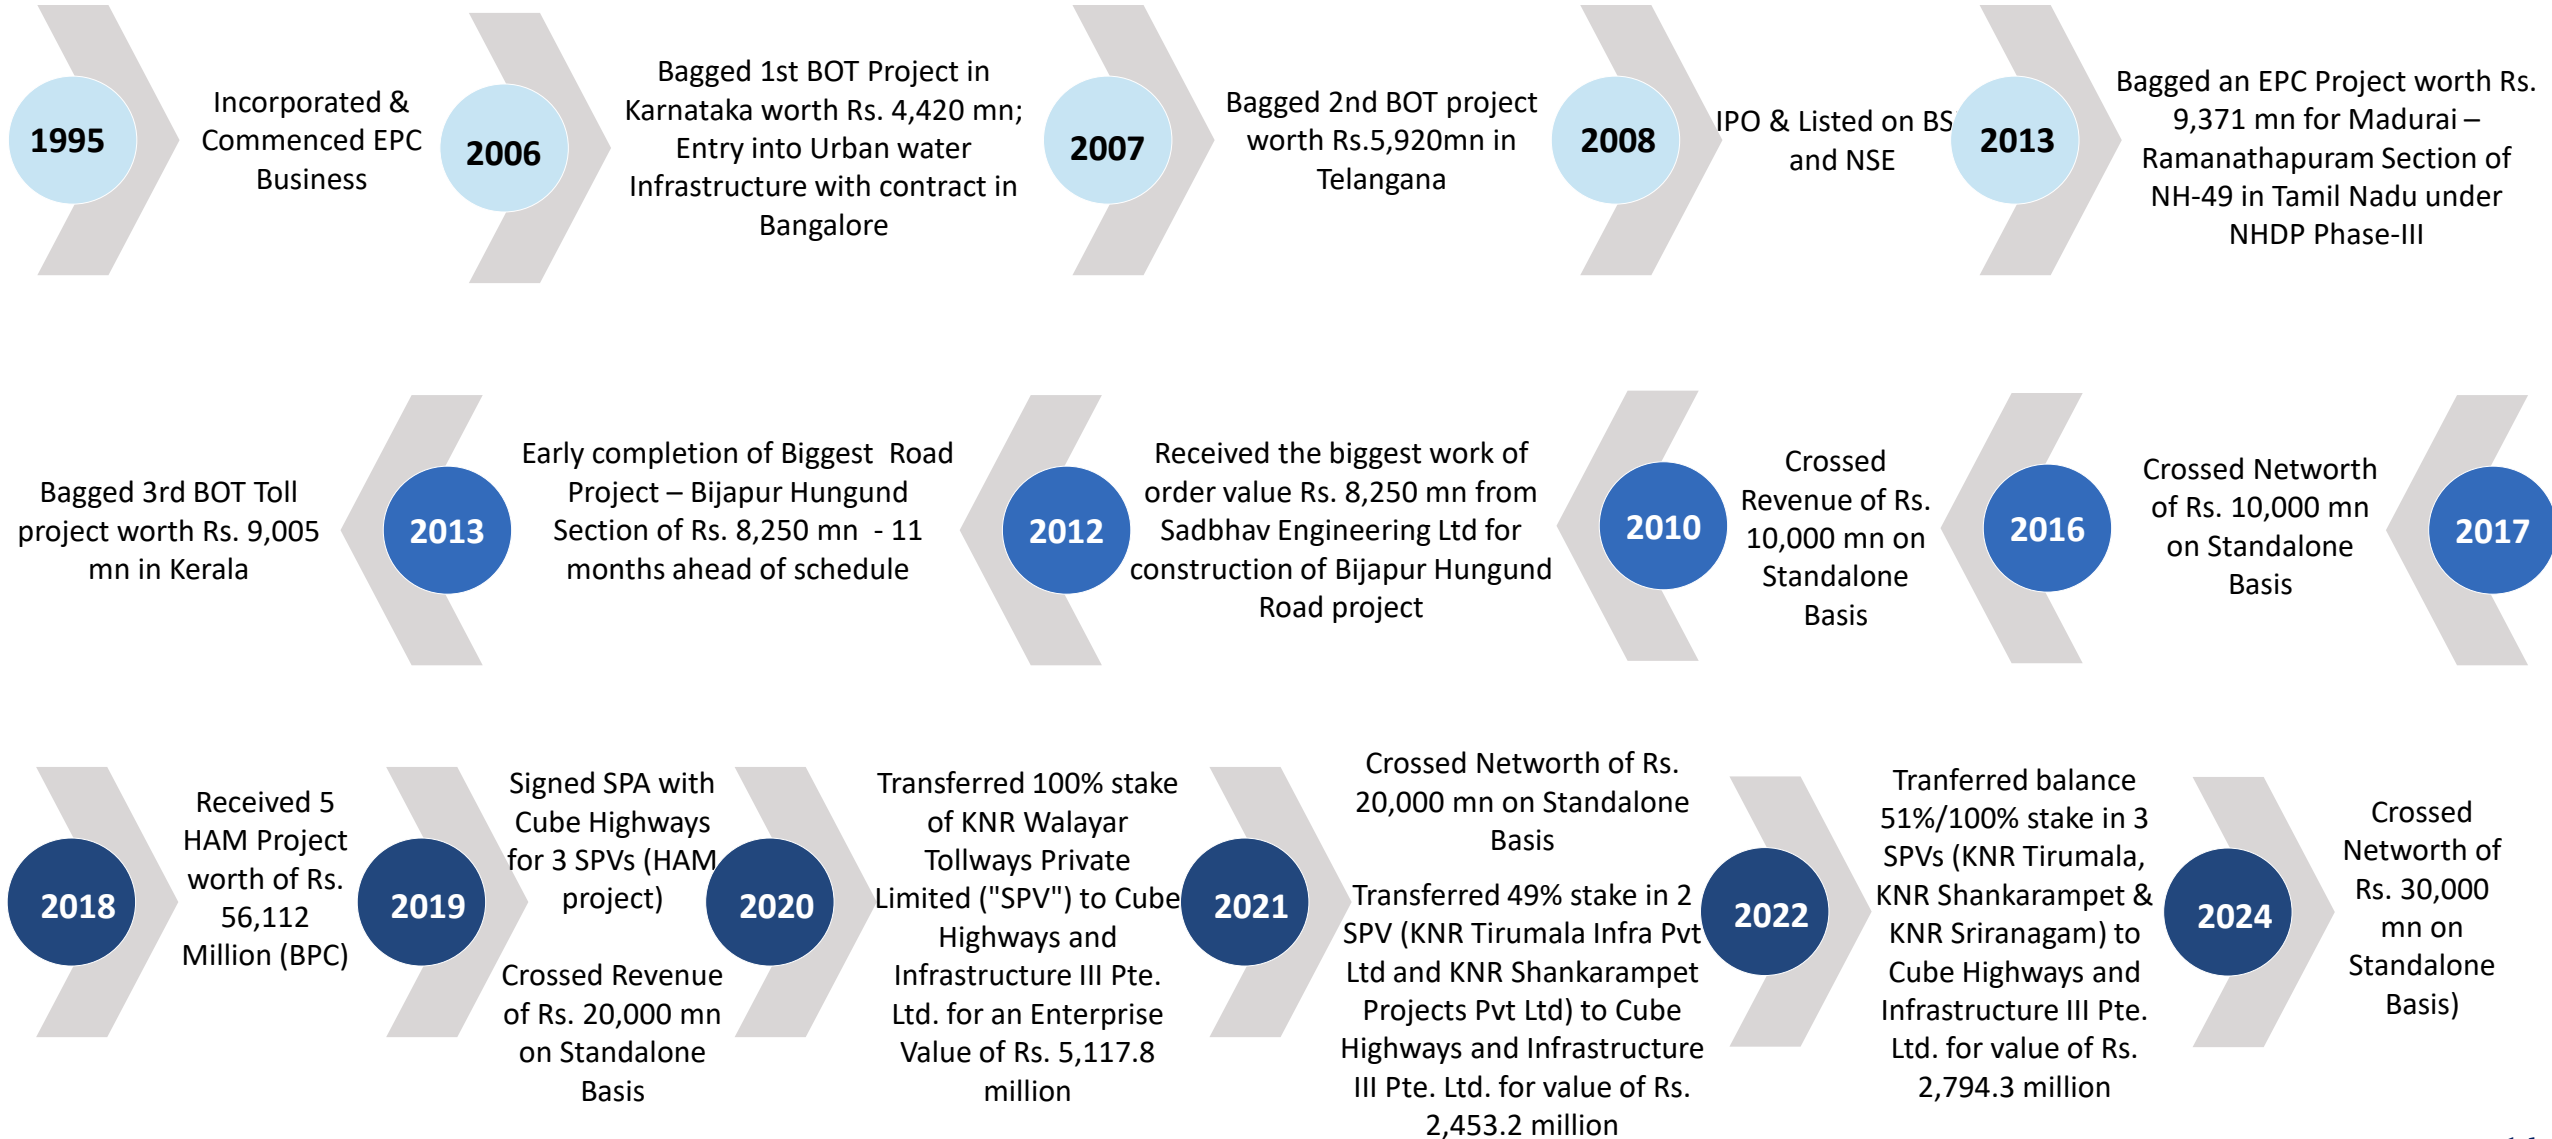 1995
Incorporated &
Commenced EPC
Business
2006
Bagged 1st BOT Project in
Karnataka worth Rs. 4,420 mn;
Entry into Urban water
Infrastructure with contract in
Bangalore
2007
Bagged 2nd BOT project
worth Rs.5,920mn in
Telangana
2008
IPO & Listed on BS
and NSE
2013
Bagged an EPC Project worth Rs.
9,371 mn for Madurai –
Ramanathapuram Section of
NH-49 in Tamil Nadu under
NHDP Phase-III
Bagged 3rd BOT Toll
project worth Rs. 9,005
mn in Kerala
2013
Early completion of Biggest Road
Project – Bijapur Hungund
Section of Rs. 8,250 mn - 11
months ahead of schedule
2012
Received the biggest work of
order value Rs. 8,250 mn from
Sadbhav Engineering Ltd for
construction of Bijapur Hungund
Road project
2010
Crossed
Revenue of Rs.
10,000 mn on
Standalone
Basis
2016
Crossed Networth
of Rs. 10,000 mn
on Standalone
Basis
2017
2018
Received 5
HAM Project
worth of Rs.
56,112
Million (BPC)
2019
Signed SPA with
Cube Highways
for 3 SPVs (HAM
project)
Crossed Revenue
of Rs. 20,000 mn
on Standalone
Basis
2020
Transferred 100% stake
of KNR Walayar
Tollways Private
Limited ("SPV") to Cube
Highways and
Infrastructure III Pte.
Ltd. for an Enterprise
Value of Rs. 5,117.8
million
2021
Crossed Networth of Rs.
20,000 mn on Standalone
Basis
Transferred 49% stake in 2
SPV (KNR Tirumala Infra Pvt
Ltd and KNR Shankarampet
Projects Pvt Ltd) to Cube
Highways and Infrastructure
III Pte. Ltd. for value of Rs.
2,453.2 million
2022
Tranferred balance
51%/100% stake in 3
SPVs (KNR Tirumala,
KNR Shankarampet &
KNR Sriranagam) to
Cube Highways and
Infrastructure III Pte.
Ltd. for value of Rs.
2,794.3 million
2024
Crossed
Networth of
Rs. 30,000
mn on
Standalone
Basis)